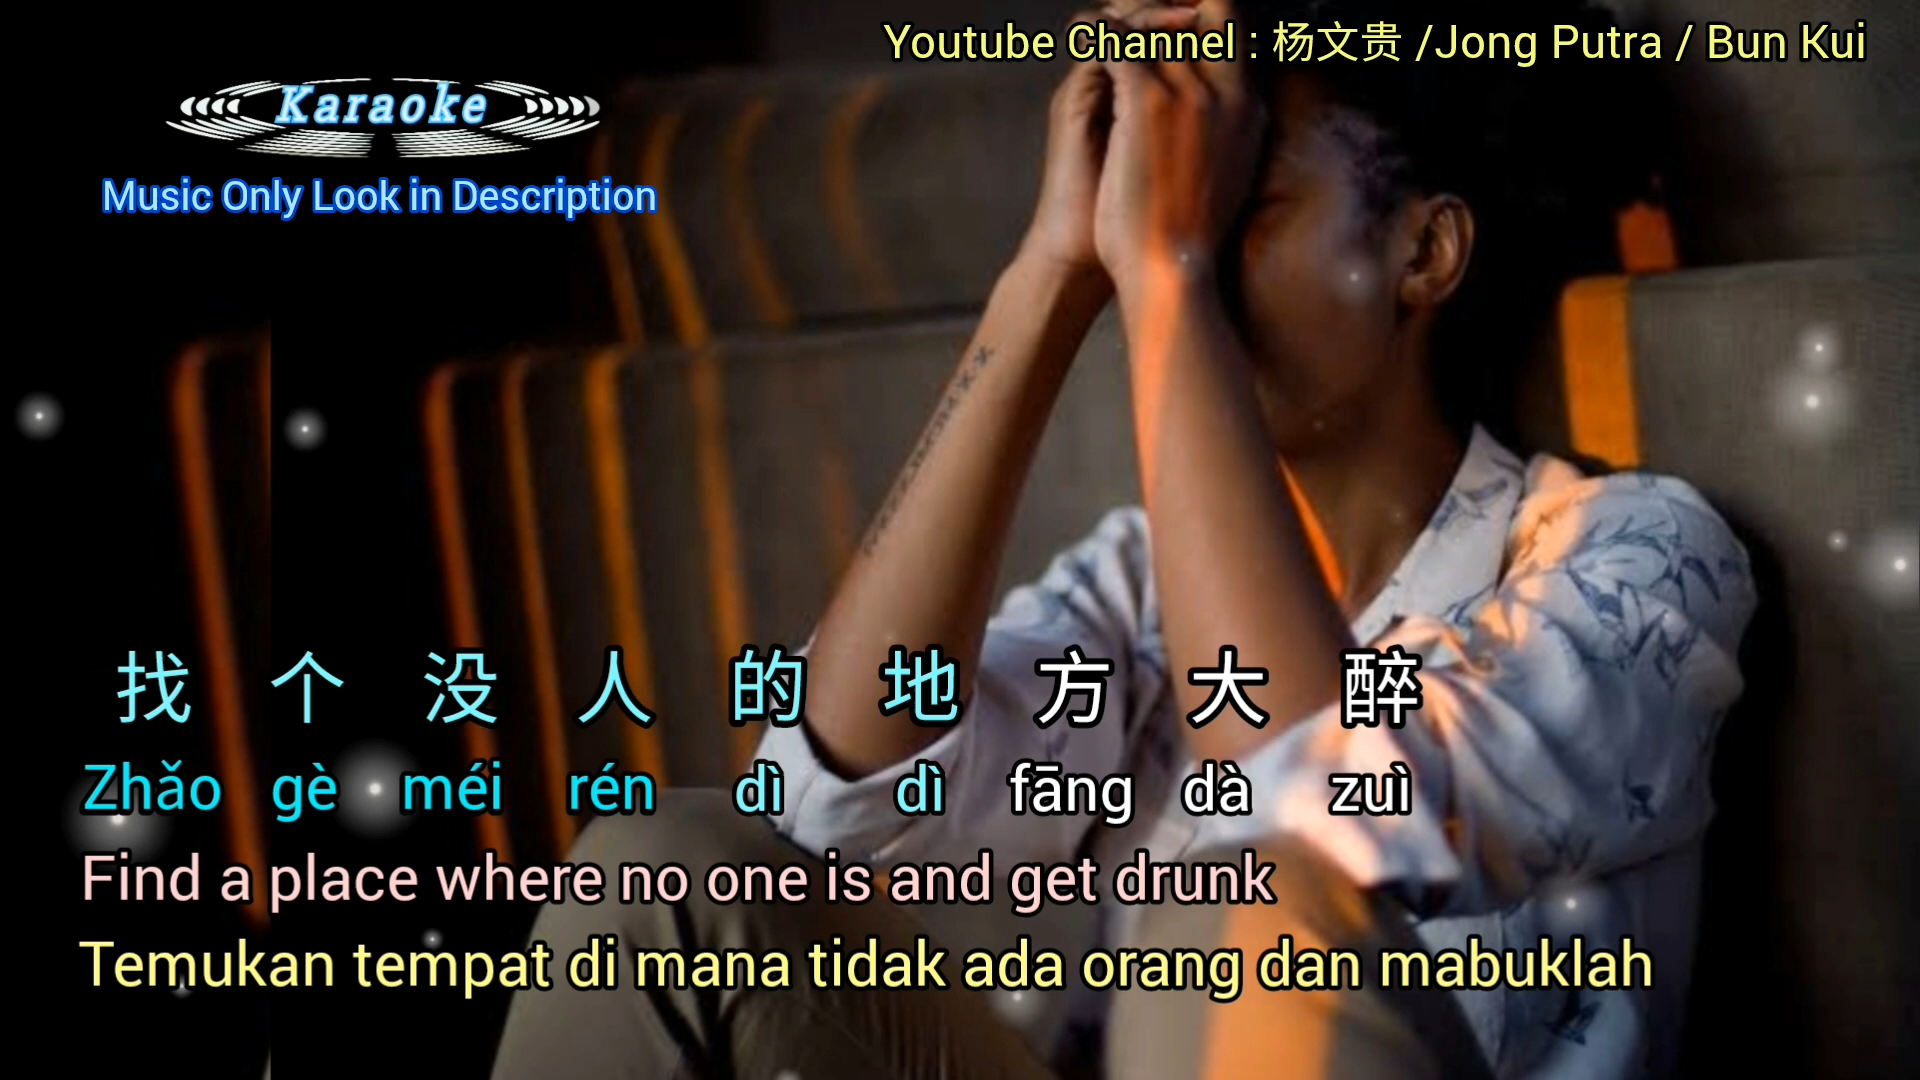 Youtube Channel : 杨文贵 /Jong Putra / Bun Kui
Karaoke
Music Only Look in Description
找 个 没 人 的 地 方 大 醉
Zhǎo gè méi rén dì dì fāng dà zuì
Find a place where no one is and get drunk
Temukan tempat di mana tidak ada orang dan mabuklah